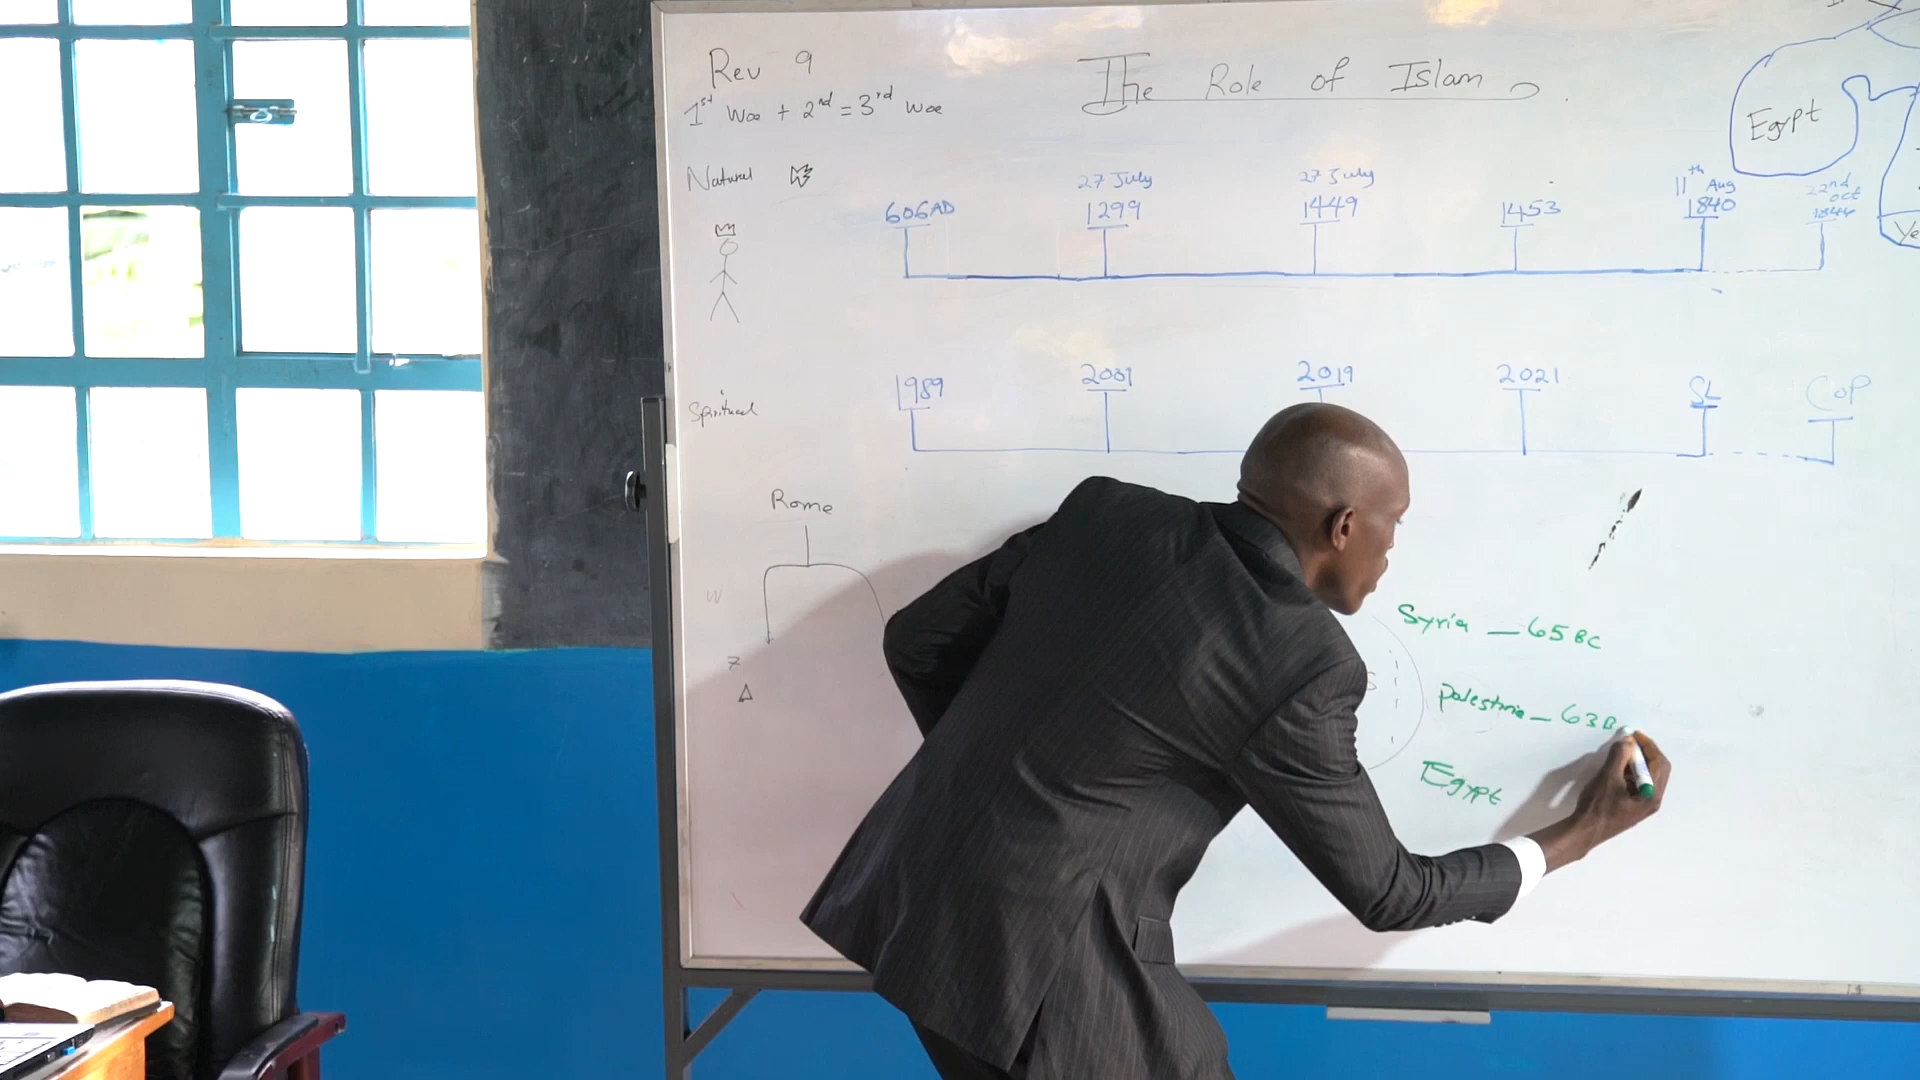 Rev 9
The Role of Islam
1st woe + 2nd = 3rd woe
Egypt
Natural
27 July
27 July
11th Aug
22nd oct
606AD
1299
1449
1453
1840
1844
Ye
1989
2001
2019
2021
SL
CoP
Spiritual
Rome
W
Syria - 65 BC
7
Δ
S
Palestine - 63 B
Egypt